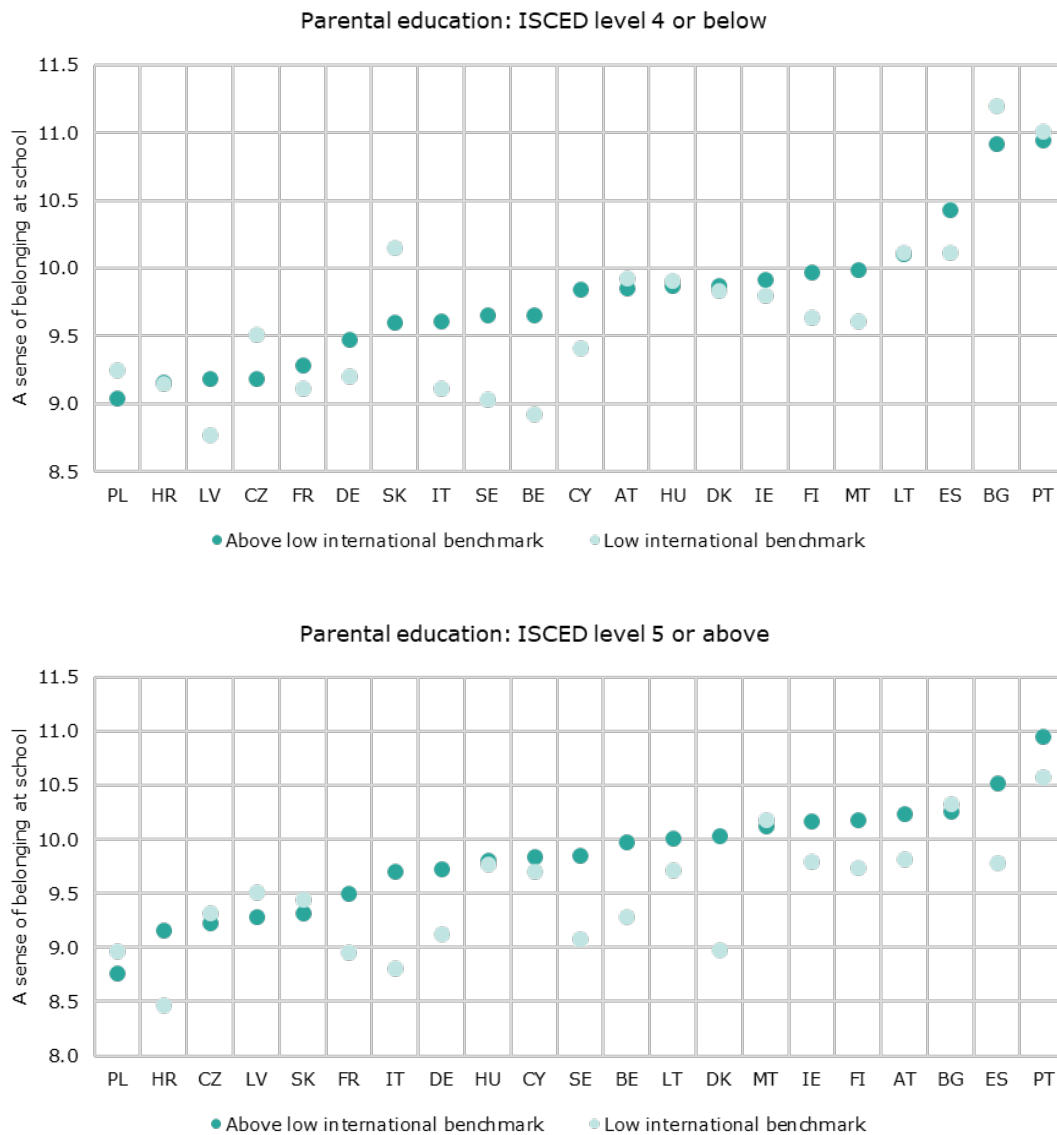 Parental education: ISCED level 4 or below
A sense of belonging at school
11.5
11.0
10.5
10.0
9.5
9.0
8.5
PL HR LV CZ FR DE SK IT SE BE CY AT HU DK IE FI MT LT ES BG PT
Above low international benchmark Low international benchmark
Parental education: ISCED level 5 or above
A sense of belonging at school
11.5
11.0
10.5
10.0
9.5
9.0
8.5
8.0
PL HR CZ LV SK FR IT DE HU CY SE BE LT DK MT IE FI AT BG ES PT
Above low international benchmark Low international benchmark